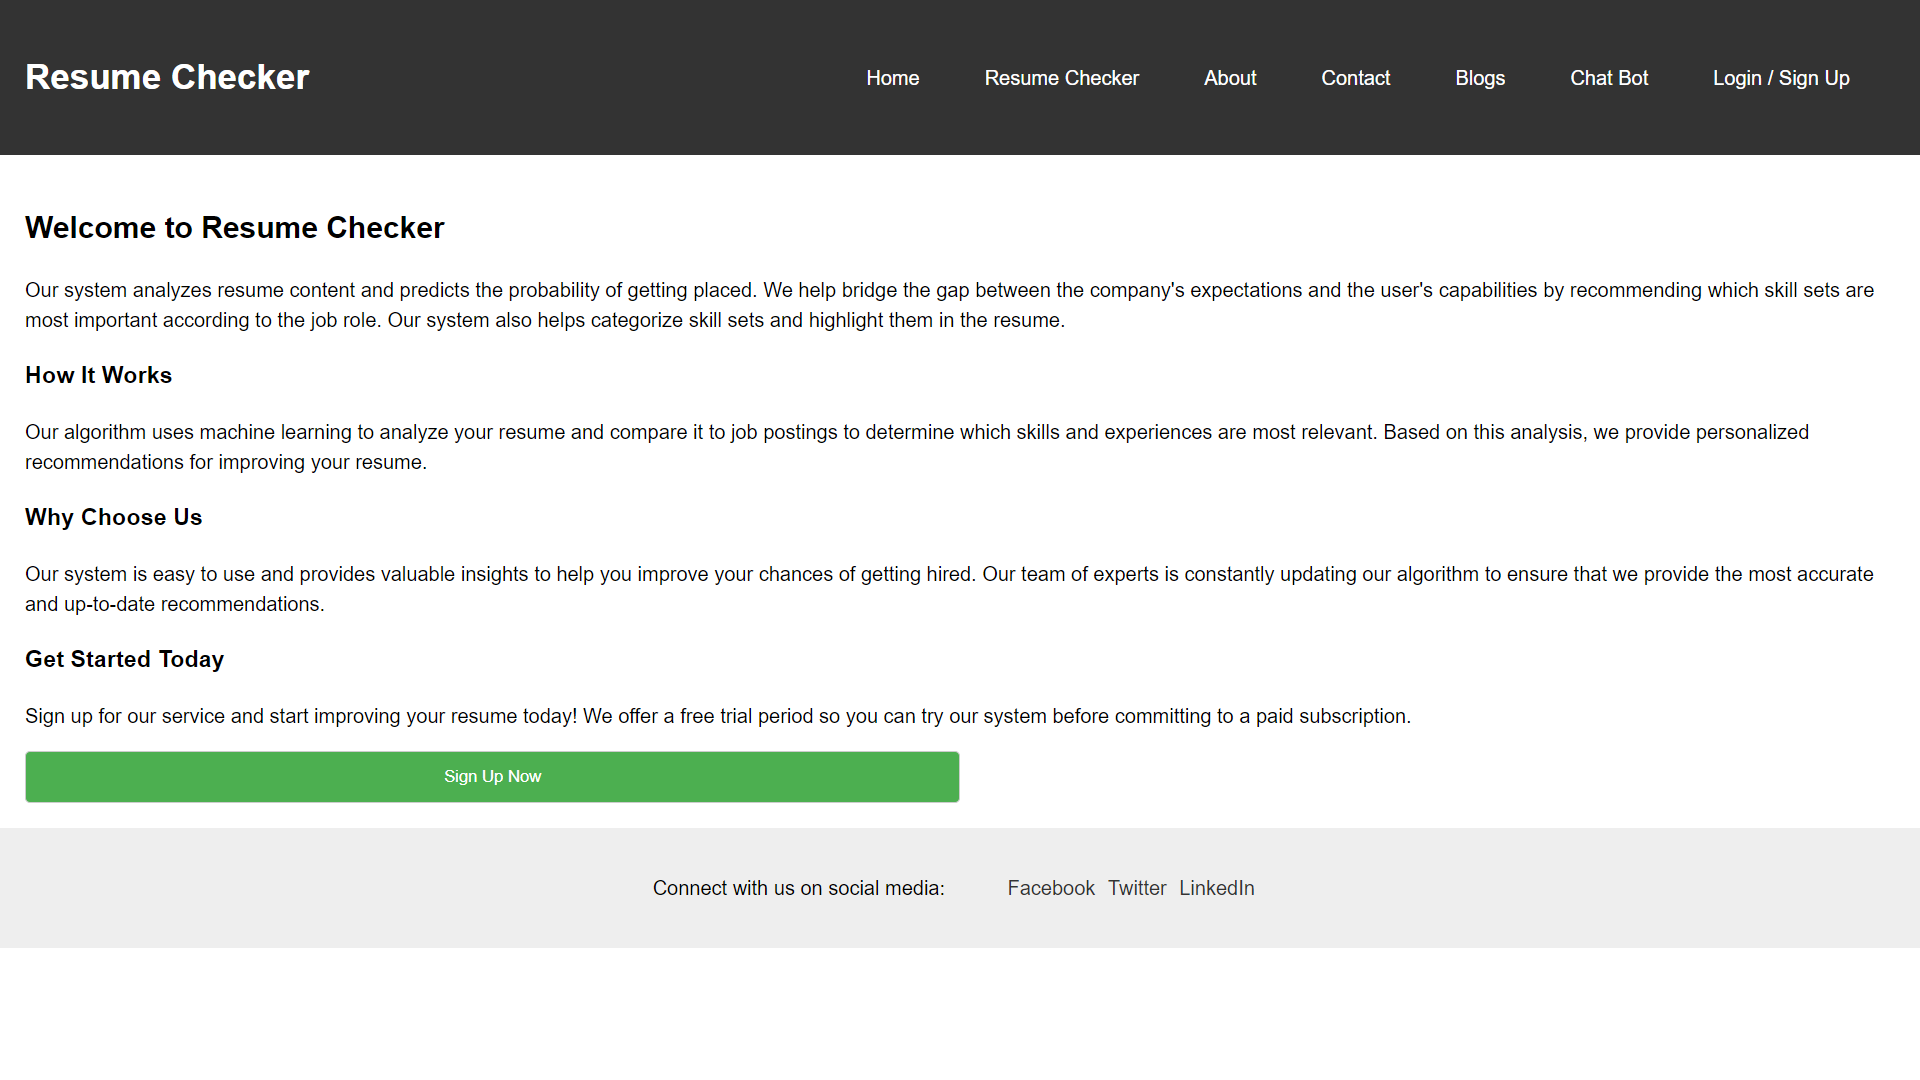 Resume Checker
Home Resume Checker About Contact Blogs Chat Bot Login / Sign Up
Welcome to Resume Checker
Our system analyzes resume content and predicts the probability of getting placed. We help bridge the gap between the company's expectations and the user's capabilities by recommending which skill sets are
most important according to the job role. Our system also helps categorize skill sets and highlight them in the resume.
How It Works
Our algorithm uses machine learning to analyze your resume and compare it to job postings to determine which skills and experiences are most relevant. Based on this analysis, we provide personalized
recommendations for improving your resume.
Why Choose Us
Our system is easy to use and provides valuable insights to help you improve your chances of getting hired. Our team of experts is constantly updating our algorithm to ensure that we provide the most accurate
and up-to-date recommendations.
Get Started Today
Sign up for our service and start improving your resume today! We offer a free trial period so you can try our system before committing to a paid subscription.
Sign Up Now
Connect with us on social media: Facebook Twitter LinkedIn